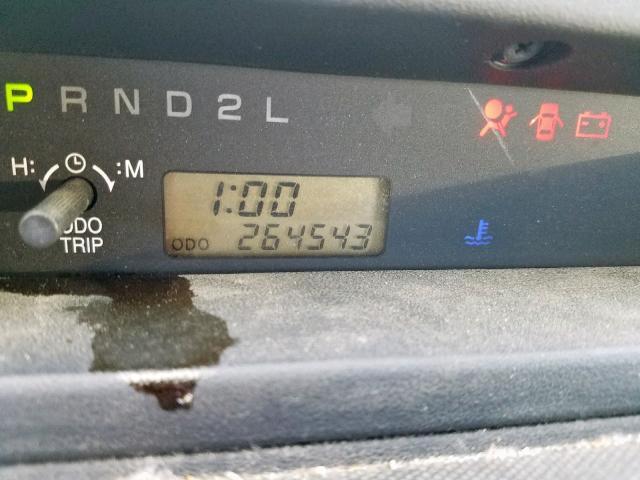 P R N D 2 L
H: :M
1:00
ODO 264543
ODO
TRIP